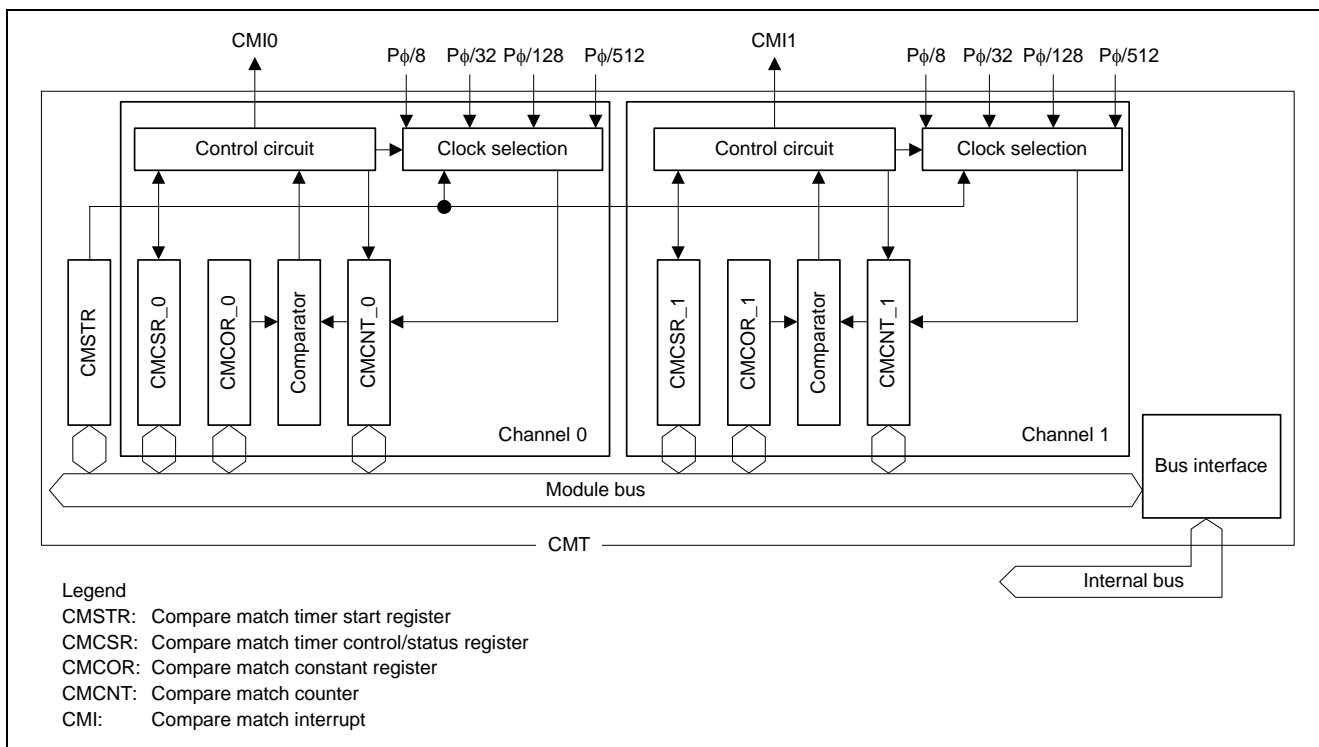 CMI0
Pϕ/8 Pϕ/32 Pϕ/128 Pϕ/512
CMI1
Pϕ/8 Pϕ/32 Pϕ/128 Pϕ/512
Control circuit
Clock selection
Control circuit
Clock selection
CMSTR
CMCSR_0
CMCOR_0
Comparator
CMCNT_0
CMCSR_1
CMCOR_1
Comparator
CMCNT_1
Channel 0
Channel 1
Bus interface
Module bus
CMT
Internal bus
Legend
CMSTR: Compare match timer start register
CMCSR: Compare match timer control/status register
CMCOR: Compare match constant register
CMCNT: Compare match counter
CMI: Compare match interrupt